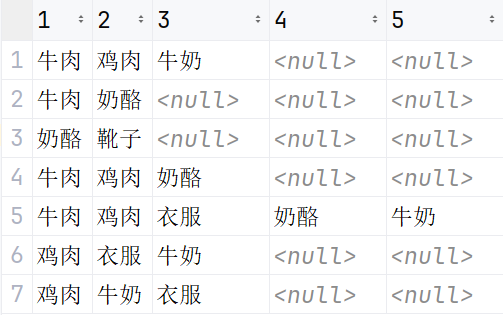 1 2 3 4 5
1 牛肉 鸡肉 牛奶 <null> <null>
2 牛肉 奶酪 <null> <null> <null>
3 奶酪 靴子 <null> <null> <null>
4 牛肉 鸡肉 奶酪 <null> <null>
5 牛肉 鸡肉 衣服 奶酪 牛奶
6 鸡肉 衣服 牛奶 <null> <null>
7 鸡肉 牛奶 衣服 <null> <null>